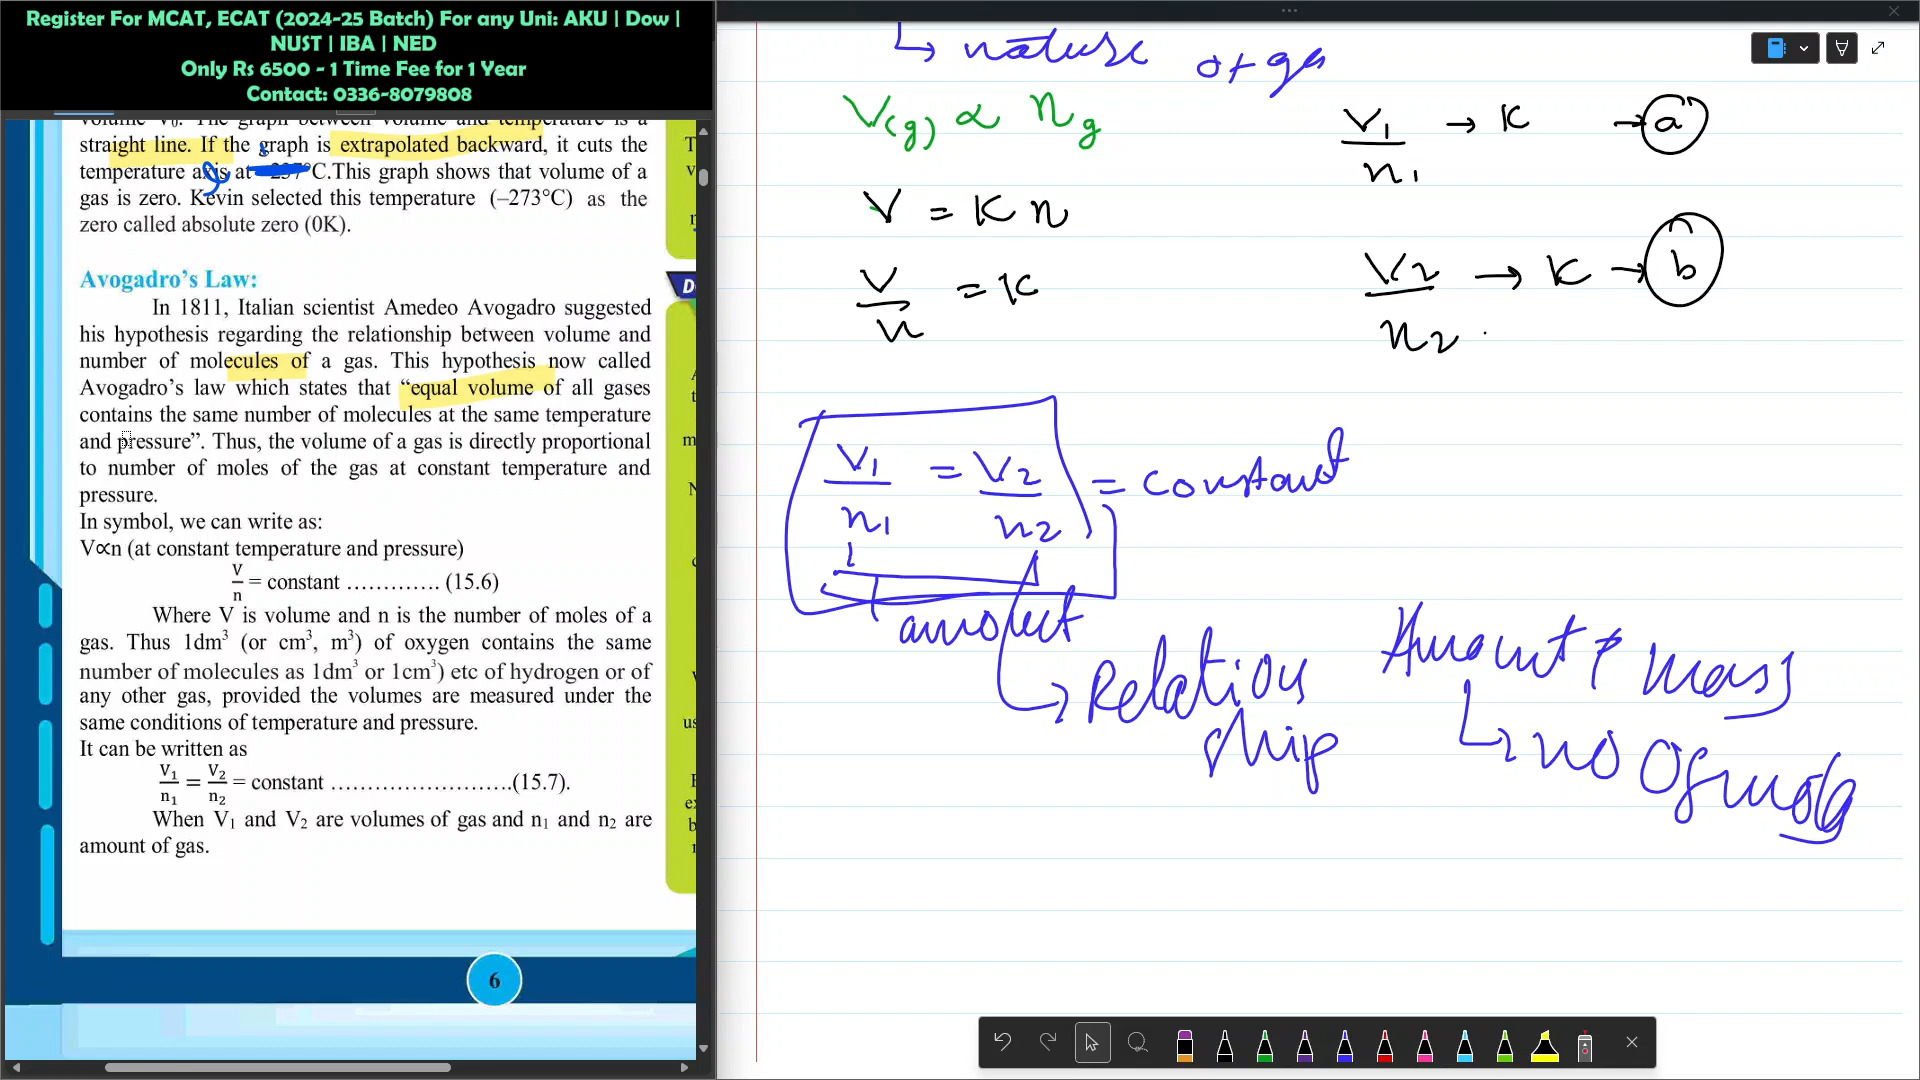 Register For MCAT, ECAT (2024-25 Batch) For any Uni: AKU | Dow |
NUST | IBA | NED
Only Rs 6500 - 1 Time Fee for 1 Year
Contact: 0336-8079808
volume V₀. The graph between volume and temperature is a
straight line. If the graph is extrapolated backward, it cuts the
temperature axis at °C.This graph shows that volume of a
gas is zero. Kevin selected this temperature (–273°C) as the
zero called absolute zero (0K).
Avogadro’s Law:
In 1811, Italian scientist Amedeo Avogadro suggested
his hypothesis regarding the relationship between volume and
number of molecules of a gas. This hypothesis now called
Avogadro’s law which states that “equal volume of all gases
contains the same number of molecules at the same temperature
and pressure”. Thus, the volume of a gas is directly proportional
to number of moles of the gas at constant temperature and
pressure.
In symbol, we can write as:
V∝n (at constant temperature and pressure)
V/n = constant …………. (15.6)
Where V is volume and n is the number of moles of a
gas. Thus 1dm³ (or cm³, m³) of oxygen contains the same
number of molecules as 1dm³ or 1cm³) etc of hydrogen or of
any other gas, provided the volumes are measured under the
same conditions of temperature and pressure.
It can be written as
V₁/n₁ = V₂/n₂ = constant …………………….(15.7).
When V₁ and V₂ are volumes of gas and n₁ and n₂ are
amount of gas.
6
↳ nature of gas
V(g) ∝ ng
V = K n
V/n = K
V1/n1 → K → a
V2/n2 → K → b
V1/n1 = V2/n2 = constant
amount
Relation
ship
Amount & mass
↳ no of mole